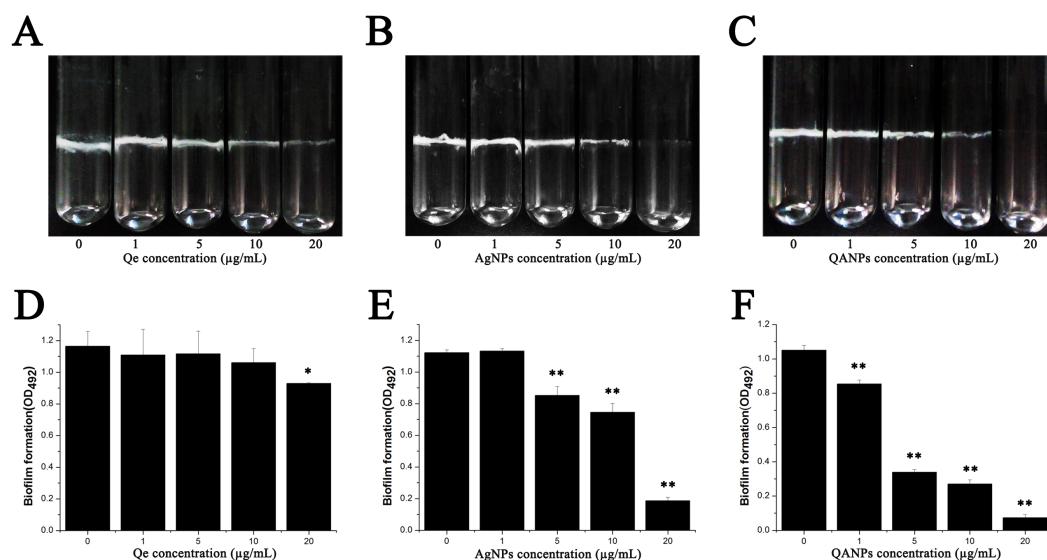 A
B
C
0 1 5 10 20
Qe concentration (µg/mL)
0 1 5 10 20
AgNPs concentration (µg/mL)
0 1 5 10 20
QANPs concentration (µg/mL)
D
Biofilm formation(OD492)
1.2
1.0
0.8
0.6
0.4
0.2
0.0
*
0 1 5 10 20
Qe concentration (µg/mL)
E
Biofilm formation(OD492)
1.2
1.0
0.8
0.6
0.4
0.2
0.0
** ** **
0 1 5 10 20
AgNPs concentration (µg/mL)
F
Biofilm formation(OD492)
1.2
1.0
0.8
0.6
0.4
0.2
0.0
** ** ** **
0 1 5 10 20
QANPs concentration (µg/mL)